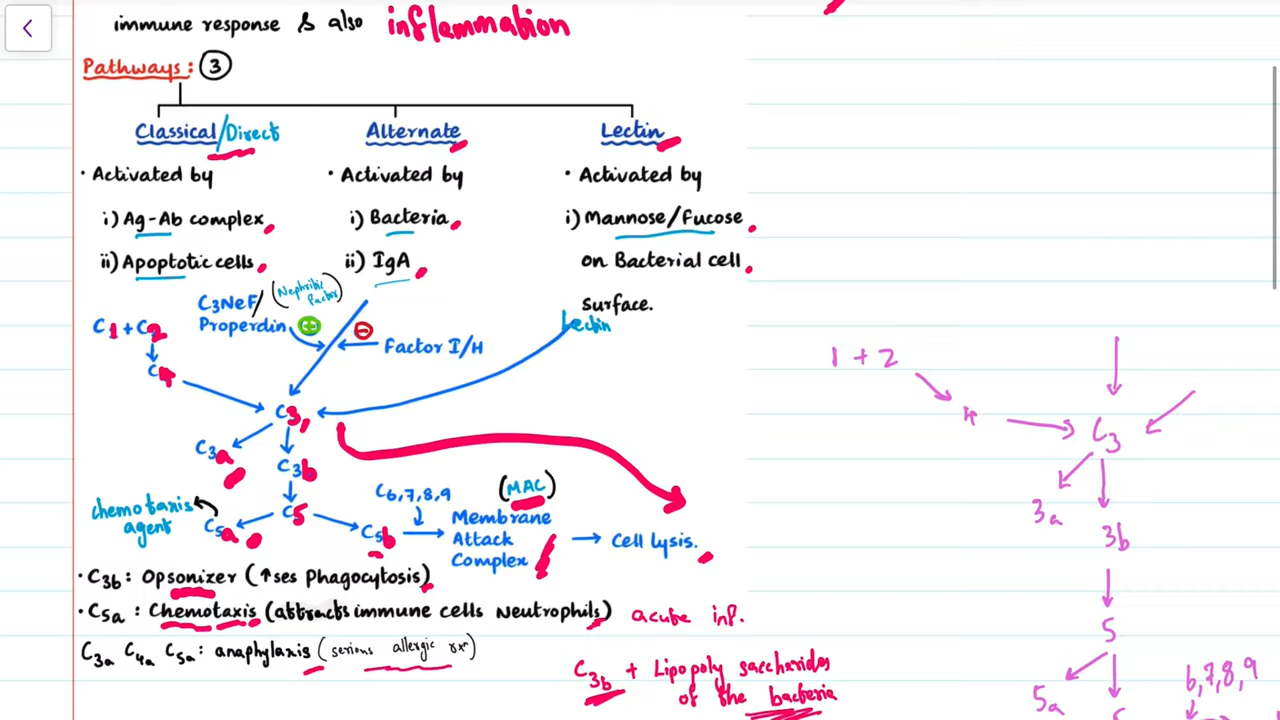 immune response & also inflammation
Pathways: 3
Classical/Direct
• Activated by
i) Ag-Ab complex
ii) Apoptotic cells
Alternate
• Activated by
i) Bacteria
ii) IgA
Lectin
• Activated by
i) Mannose/fucose
on Bacterial cell
surface.
Lectin
C3NeF/ (Nephritic
factor)
Properdin +
- Factor I/H
C1 + C2
C4
C3,
C3a
C3b
C5
chemotaxis
agent
C5a
C5b
C6,7,8,9
(MAC)
Membrane
Attack
Complex
Cell lysis.
• C3b: Opsonizer (↑ses Phagocytosis)
• C5a : Chemotaxis (attracts immune cells Neutrophils) acute inf.
C3a C4a C5a: anaphylaxis (serious allergic rxn)
C3b + Lipopoly saccharides
of the bacteria
1 + 2
4
C3
3a
3b
5
5a
6,7,8,9